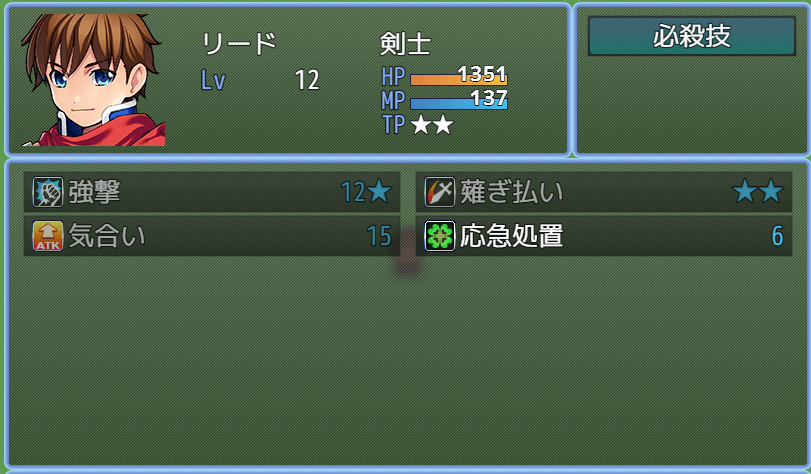 リード
剣士
必殺技
Lv 12
HP 1351
MP 137
TP ★★
強撃 12★
薙ぎ払い ★★
ATK 気合い 15
応急処置 6